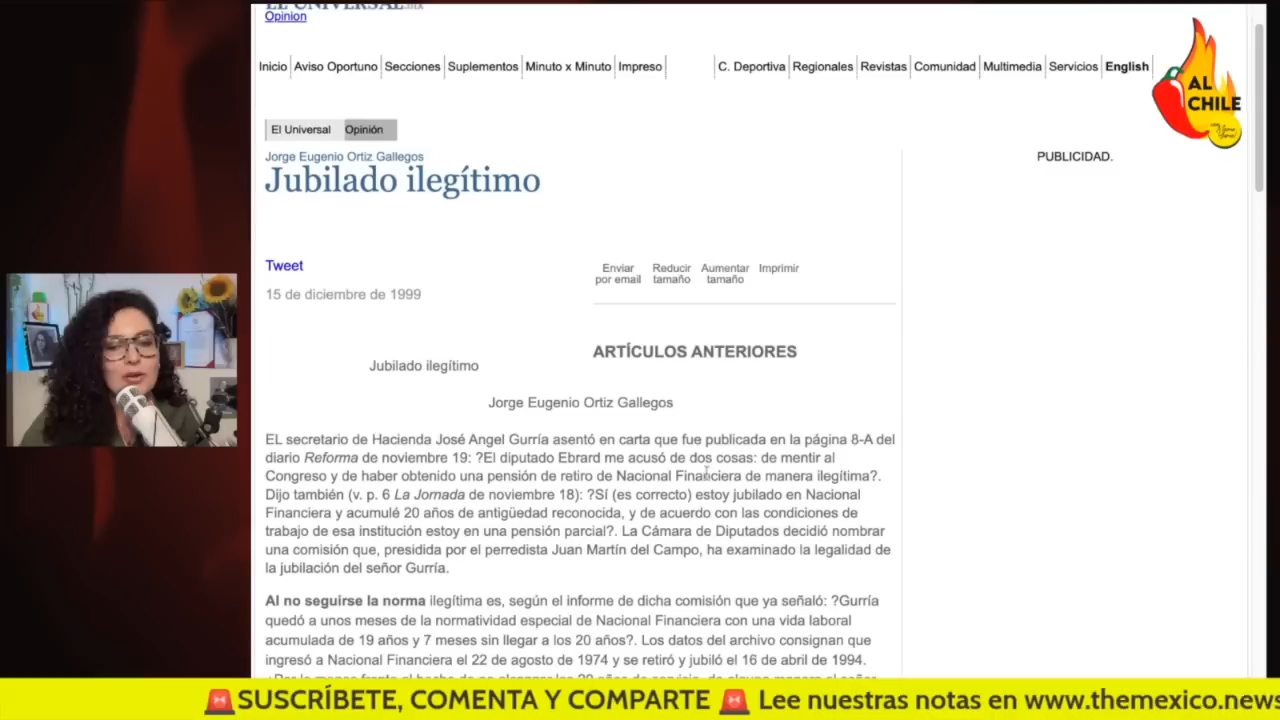 EL UNIVERSAL.mx
Opinion
Inicio Aviso Oportuno Secciones Suplementos Minuto x Minuto Impreso C. Deportiva Regionales Revistas Comunidad Multimedia Servicios English
AL
CHILE
El Universal Opinión
Jorge Eugenio Ortiz Gallegos
PUBLICIDAD.
Jubilado ilegítimo
Tweet
Enviar por email Reducir tamaño Aumentar tamaño Imprimir
15 de diciembre de 1999
ARTÍCULOS ANTERIORES
Jubilado ilegítimo
Jorge Eugenio Ortiz Gallegos
EL secretario de Hacienda José Angel Gurría asentó en carta que fue publicada en la página 8-A del
diario Reforma de noviembre 19: ?El diputado Ebrard me acusó de dos cosas: de mentir al
Congreso y de haber obtenido una pensión de retiro de Nacional Financiera de manera ilegítima?.
Dijo también (v. p. 6 La Jornada de noviembre 18): ?Sí (es correcto) estoy jubilado en Nacional
Financiera y acumulé 20 años de antigüedad reconocida, y de acuerdo con las condiciones de
trabajo de esa institución estoy en una pensión parcial?. La Cámara de Diputados decidió nombrar
una comisión que, presidida por el perredista Juan Martín del Campo, ha examinado la legalidad de
la jubilación del señor Gurría.
Al no seguirse la norma ilegítima es, según el informe de dicha comisión que ya señaló: ?Gurría
quedó a unos meses de la normatividad especial de Nacional Financiera con una vida laboral
acumulada de 19 años y 7 meses sin llegar a los 20 años?. Los datos del archivo consignan que
ingresó a Nacional Financiera el 22 de agosto de 1974 y se retiró y jubiló el 16 de abril de 1994.
🚨SUSCRÍBETE, COMENTA Y COMPARTE 🚨 Lee nuestras notas en www.themexico.news